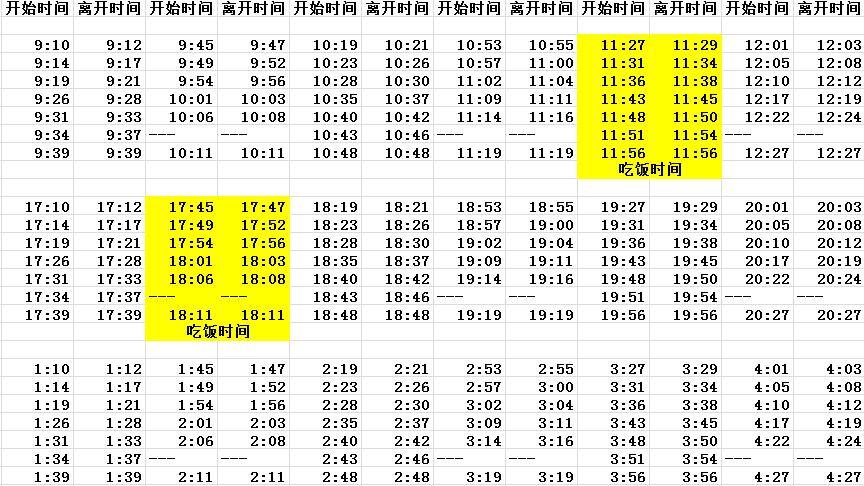 开始时间 离开时间 开始时间 离开时间 开始时间 离开时间 开始时间 离开时间 开始时间 离开时间 开始时间 离开时间
9:10 9:12 9:45 9:47 10:19 10:21 10:53 10:55 11:27 11:29 12:01 12:03
9:14 9:17 9:49 9:52 10:23 10:26 10:57 11:00 11:31 11:34 12:05 12:08
9:19 9:21 9:54 9:56 10:28 10:30 11:02 11:04 11:36 11:38 12:10 12:12
9:26 9:28 10:01 10:03 10:35 10:37 11:09 11:11 11:43 11:45 12:17 12:19
9:31 9:33 10:06 10:08 10:40 10:42 11:14 11:16 11:48 11:50 12:22 12:24
9:34 9:37 --- --- 10:43 10:46 --- --- 11:51 11:54 --- ---
9:39 9:39 10:11 10:11 10:48 10:48 11:19 11:19 11:56 11:56 12:27 12:27
吃饭时间
17:10 17:12 17:45 17:47 18:19 18:21 18:53 18:55 19:27 19:29 20:01 20:03
17:14 17:17 17:49 17:52 18:23 18:26 18:57 19:00 19:31 19:34 20:05 20:08
17:19 17:21 17:54 17:56 18:28 18:30 19:02 19:04 19:36 19:38 20:10 20:12
17:26 17:28 18:01 18:03 18:35 18:37 19:09 19:11 19:43 19:45 20:17 20:19
17:31 17:33 18:06 18:08 18:40 18:42 19:14 19:16 19:48 19:50 20:22 20:24
17:34 17:37 --- --- 18:43 18:46 --- --- 19:51 19:54 --- ---
17:39 17:39 18:11 18:11 18:48 18:48 19:19 19:19 19:56 19:56 20:27 20:27
吃饭时间
1:10 1:12 1:45 1:47 2:19 2:21 2:53 2:55 3:27 3:29 4:01 4:03
1:14 1:17 1:49 1:52 2:23 2:26 2:57 3:00 3:31 3:34 4:05 4:08
1:19 1:21 1:54 1:56 2:28 2:30 3:02 3:04 3:36 3:38 4:10 4:12
1:26 1:28 2:01 2:03 2:35 2:37 3:09 3:11 3:43 3:45 4:17 4:19
1:31 1:33 2:06 2:08 2:40 2:42 3:14 3:16 3:48 3:50 4:22 4:24
1:34 1:37 --- --- 2:43 2:46 --- --- 3:51 3:54 --- ---
1:39 1:39 2:11 2:11 2:48 2:48 3:19 3:19 3:56 3:56 4:27 4:27